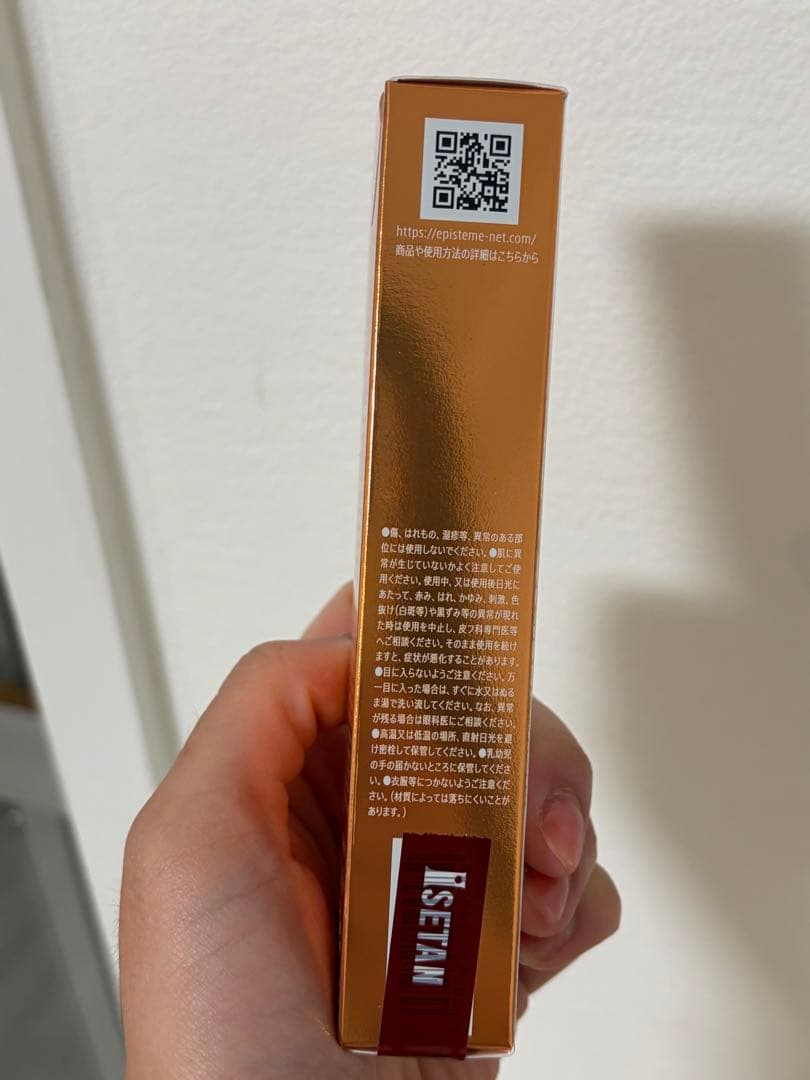 https://episteme-net.com/
商品や使用方法の詳細はこちらから
●傷、はれもの、湿疹等、異常のある部
位には使用しないでください。●肌に異
常が生じていないかよく注意してご使
用ください。使用中、又は使用後日光に
あたって、赤み、はれ、かゆみ、刺激、色
抜け(白斑等)や黒ずみ等の異常が現れ
た時は使用を中止し、皮フ科専門医等
へご相談ください。そのまま使用を続け
ますと、症状が悪化することがあります。
●目に入らないようご注意ください。万
一目に入った場合は、すぐに水又はぬる
ま湯で洗い流してください。なお、異常
が残る場合は眼科医にご相談ください。
●高温又は低温の場所、直射日光を避
け密栓して保管してください。●乳幼児
の手の届かないところに保管してくださ
い。●衣服等につかないようご注意くだ
さい。(材質によっては落ちにくいことが
あります。)
ISETAN